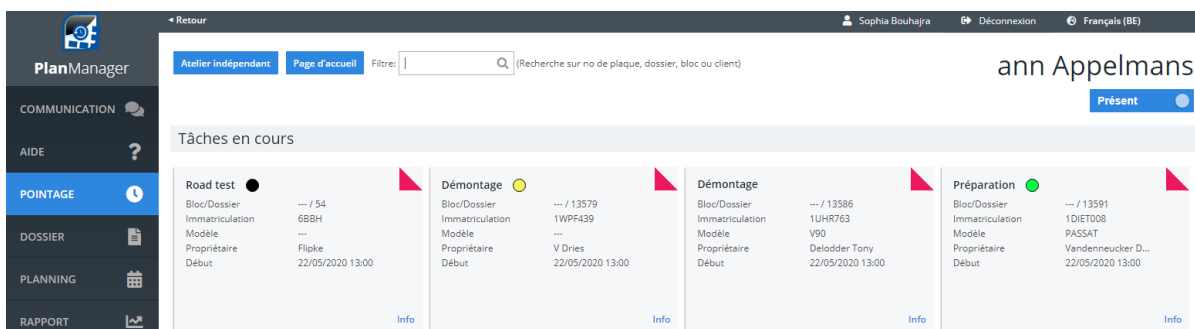 ◂ Retour
Sophia Bouhajra
Déconnexion
Français (BE)
PlanManager
Atelier indépendant
Page d'accueil
Filtre:
(Recherche sur no de plaque, dossier, bloc ou client)
ann Appelmans
Présent
COMMUNICATION
AIDE
POINTAGE
DOSSIER
PLANNING
RAPPORT
Tâches en cours
Road test
Bloc/Dossier --- / 54
Immatriculation 6BBH
Modèle ---
Propriétaire Flipke
Début 22/05/2020 13:00
Info
Démontage
Bloc/Dossier --- / 13579
Immatriculation 1WPF439
Modèle ---
Propriétaire V Dries
Début 22/05/2020 13:00
Info
Démontage
Bloc/Dossier --- / 13586
Immatriculation 1UHR763
Modèle V90
Propriétaire Delodder Tony
Début 22/05/2020 13:00
Info
Préparation
Bloc/Dossier --- / 13591
Immatriculation 1DIET008
Modèle PASSAT
Propriétaire Vandenneucker D...
Début 22/05/2020 13:00
Info